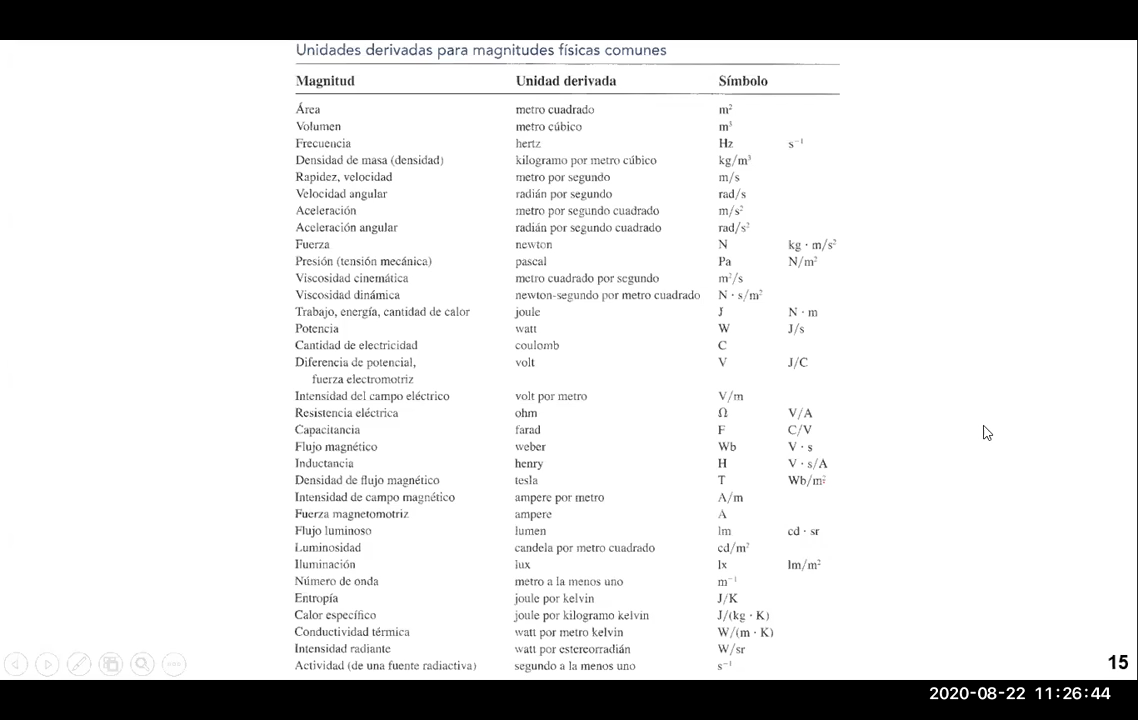 Unidades derivadas para magnitudes físicas comunes
Magnitud Unidad derivada Símbolo
Área metro cuadrado m²
Volumen metro cúbico m³
Frecuencia hertz Hz s⁻¹
Densidad de masa (densidad) kilogramo por metro cúbico kg/m³
Rapidez, velocidad metro por segundo m/s
Velocidad angular radián por segundo rad/s
Aceleración metro por segundo cuadrado m/s²
Aceleración angular radián por segundo cuadrado rad/s²
Fuerza newton N kg · m/s²
Presión (tensión mecánica) pascal Pa N/m²
Viscosidad cinemática metro cuadrado por segundo m²/s
Viscosidad dinámica newton-segundo por metro cuadrado N · s/m²
Trabajo, energía, cantidad de calor joule J N · m
Potencia watt W J/s
Cantidad de electricidad coulomb C
Diferencia de potencial, volt V J/C
fuerza electromotriz
Intensidad del campo eléctrico volt por metro V/m
Resistencia eléctrica ohm Ω V/A
Capacitancia farad F C/V
Flujo magnético weber Wb V · s
Inductancia henry H V · s/A
Densidad de flujo magnético tesla T Wb/m²
Intensidad de campo magnético ampere por metro A/m
Fuerza magnetomotriz ampere A
Flujo luminoso lumen lm cd · sr
Luminosidad candela por metro cuadrado cd/m²
Iluminación lux lx lm/m²
Número de onda metro a la menos uno m⁻¹
Entropía joule por kelvin J/K
Calor específico joule por kilogramo kelvin J/(kg · K)
Conductividad térmica watt por metro kelvin W/(m · K)
Intensidad radiante watt por estereorradián W/sr
Actividad (de una fuente radiactiva) segundo a la menos uno s⁻¹
15
2020-08-22 11:26:44